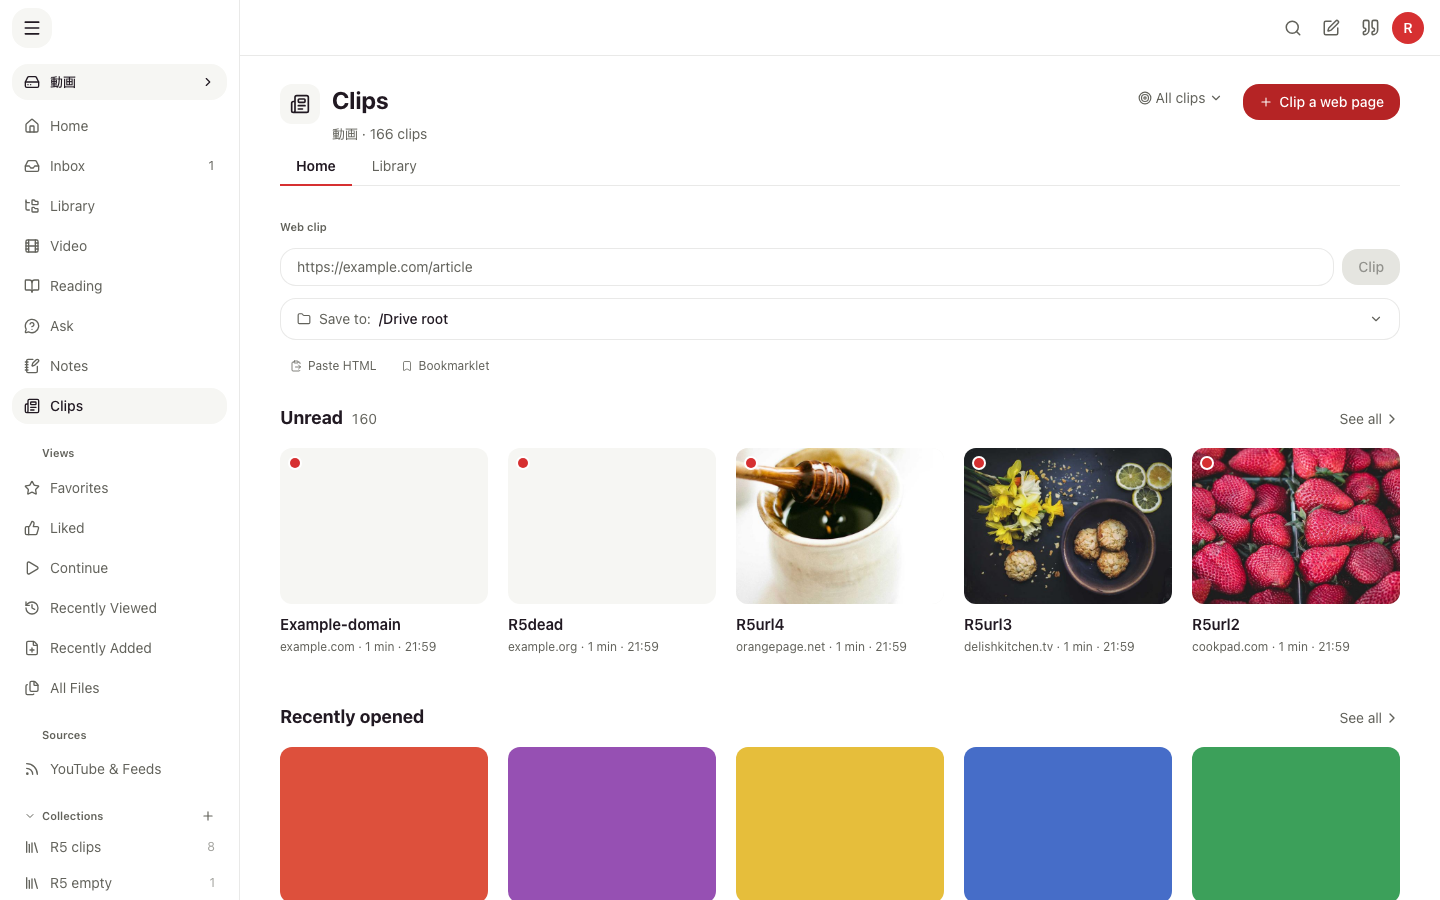 動画
Home
Inbox 1
Library
Video
Reading
Ask
Notes
Clips
Views
Favorites
Liked
Continue
Recently Viewed
Recently Added
All Files
Sources
YouTube & Feeds
Collections
R5 clips 8
R5 empty 1
R
Clips
動画 · 166 clips
All clips
Clip a web page
Home Library
Web clip
https://example.com/article
Clip
Save to: /Drive root
Paste HTML Bookmarklet
Unread 160
See all
Example-domain
example.com · 1 min · 21:59
R5dead
example.org · 1 min · 21:59
R5url4
orangepage.net · 1 min · 21:59
R5url3
delishkitchen.tv · 1 min · 21:59
R5url2
cookpad.com · 1 min · 21:59
Recently opened
See all